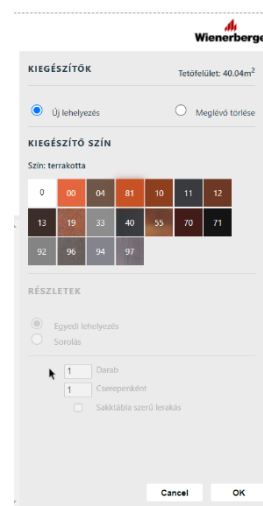 Wienerberge
KIEGÉSZÍTŐK
Tetőfelület: 40.04m²
Új lehelyezés
Meglévő törlése
KIEGÉSZÍTŐ SZÍN
Szín: terrakotta
0 00 04 81 10 11 12
13 19 33 40 55 70 71
92 96 94 97
RÉSZLETEK
Egyedi lehelyezés
Sorolás
1 Darab
1 Cserepenként
Sakktábla szerű lerakás
Cancel OK